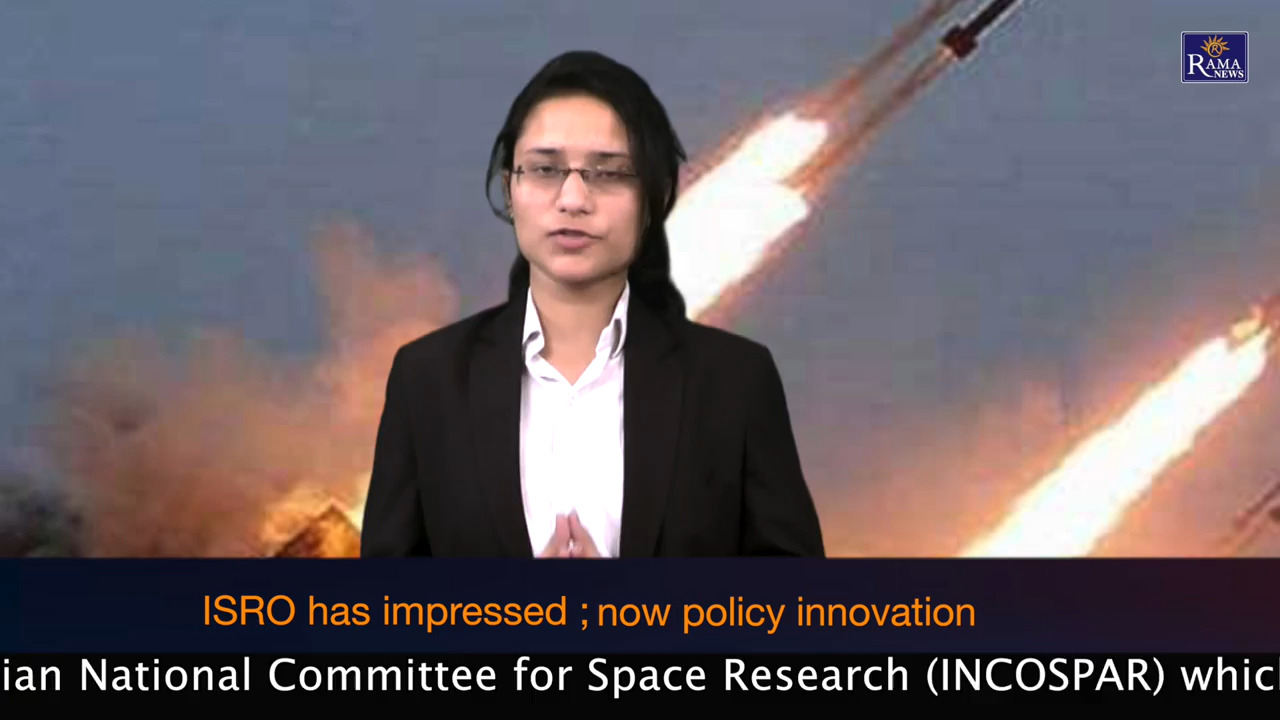 RAMA
NEWS
ISRO has impressed ; now policy innovation
ian National Committee for Space Research (INCOSPAR) whic